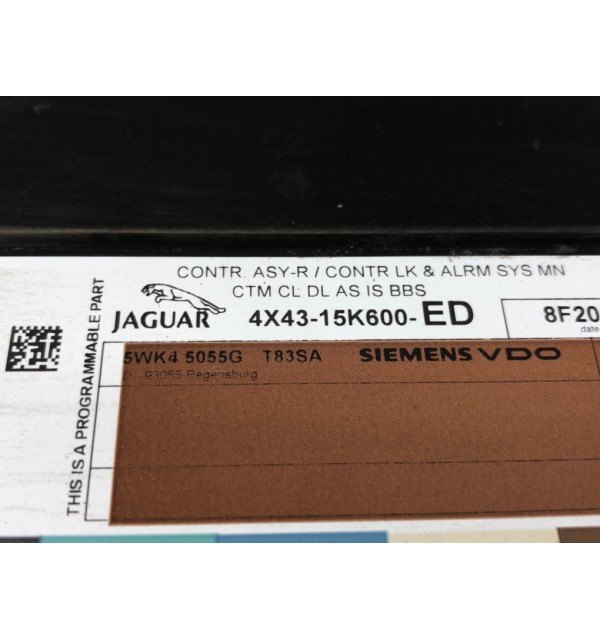 CONTR. ASY-R / CONTR LK & ALRM SYS MN
CTM CL DL AS IS BBS
JAGUAR 4X43-15K600-ED 8F20
date
5WK4 5055G T83SA SIEMENS VDO
D 93055 Regensburg
THIS IS A PROGRAMMABLE PART